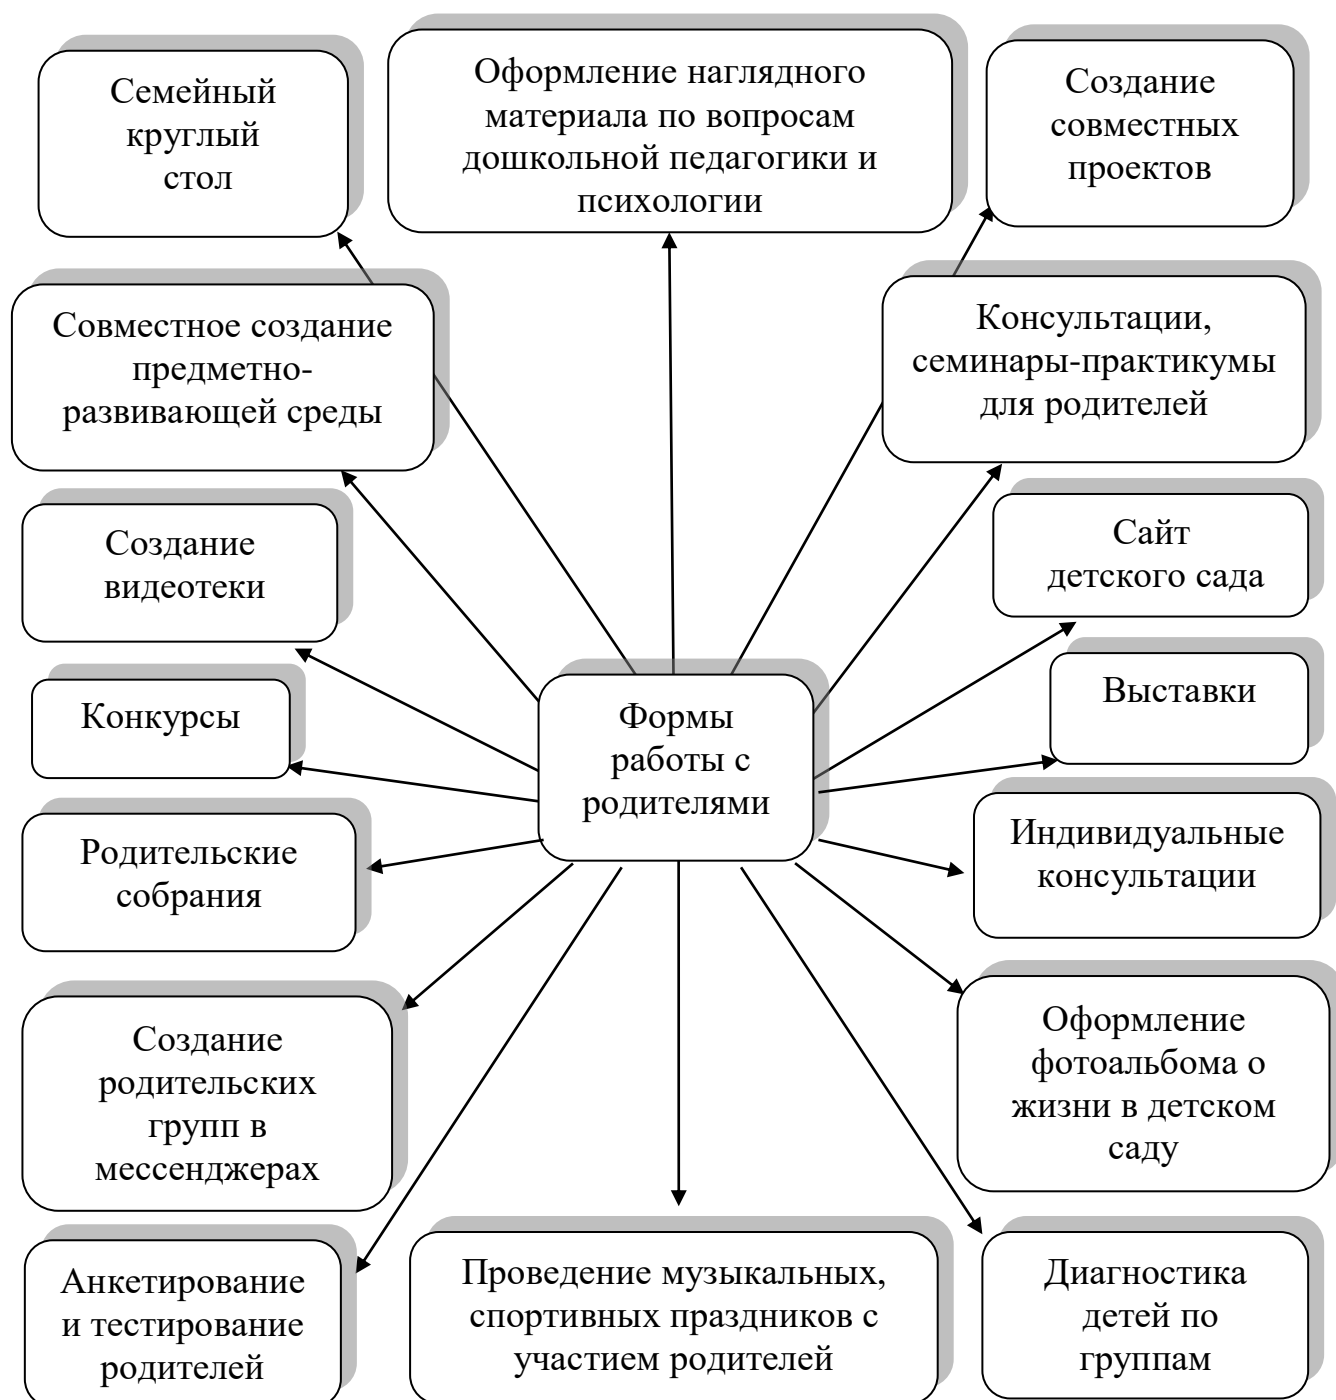 Семейный
круглый
стол
Оформление наглядного
материала по вопросам
дошкольной педагогики и
психологии
Создание
совместных
проектов
Совместное создание
предметно-
развивающей среды
Консультации,
семинары-практикумы
для родителей
Создание
видеотеки
Сайт
детского сада
Конкурсы
Формы
работы с
родителями
Выставки
Родительские
собрания
Индивидуальные
консультации
Создание
родительских
групп в
мессенджерах
Оформление
фотоальбома о
жизни в детском
саду
Анкетирование
и тестирование
родителей
Проведение музыкальных,
спортивных праздников с
участием родителей
Диагностика
детей по
группам